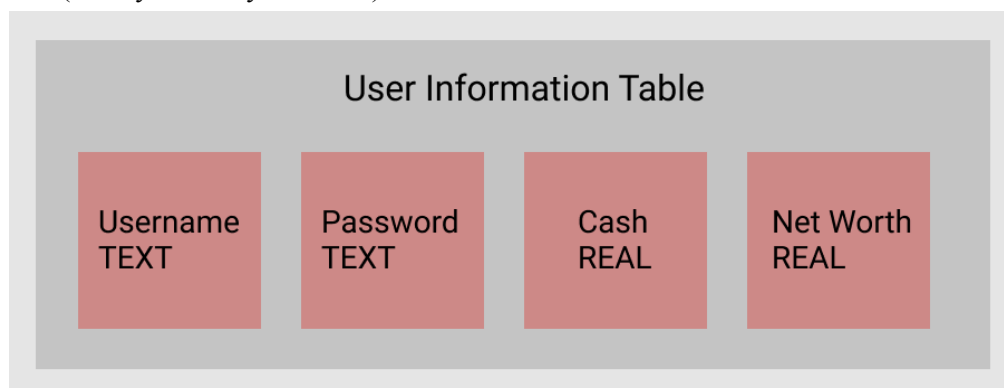 User Information Table
Username
TEXT
Password
TEXT
Cash
REAL
Net Worth
REAL